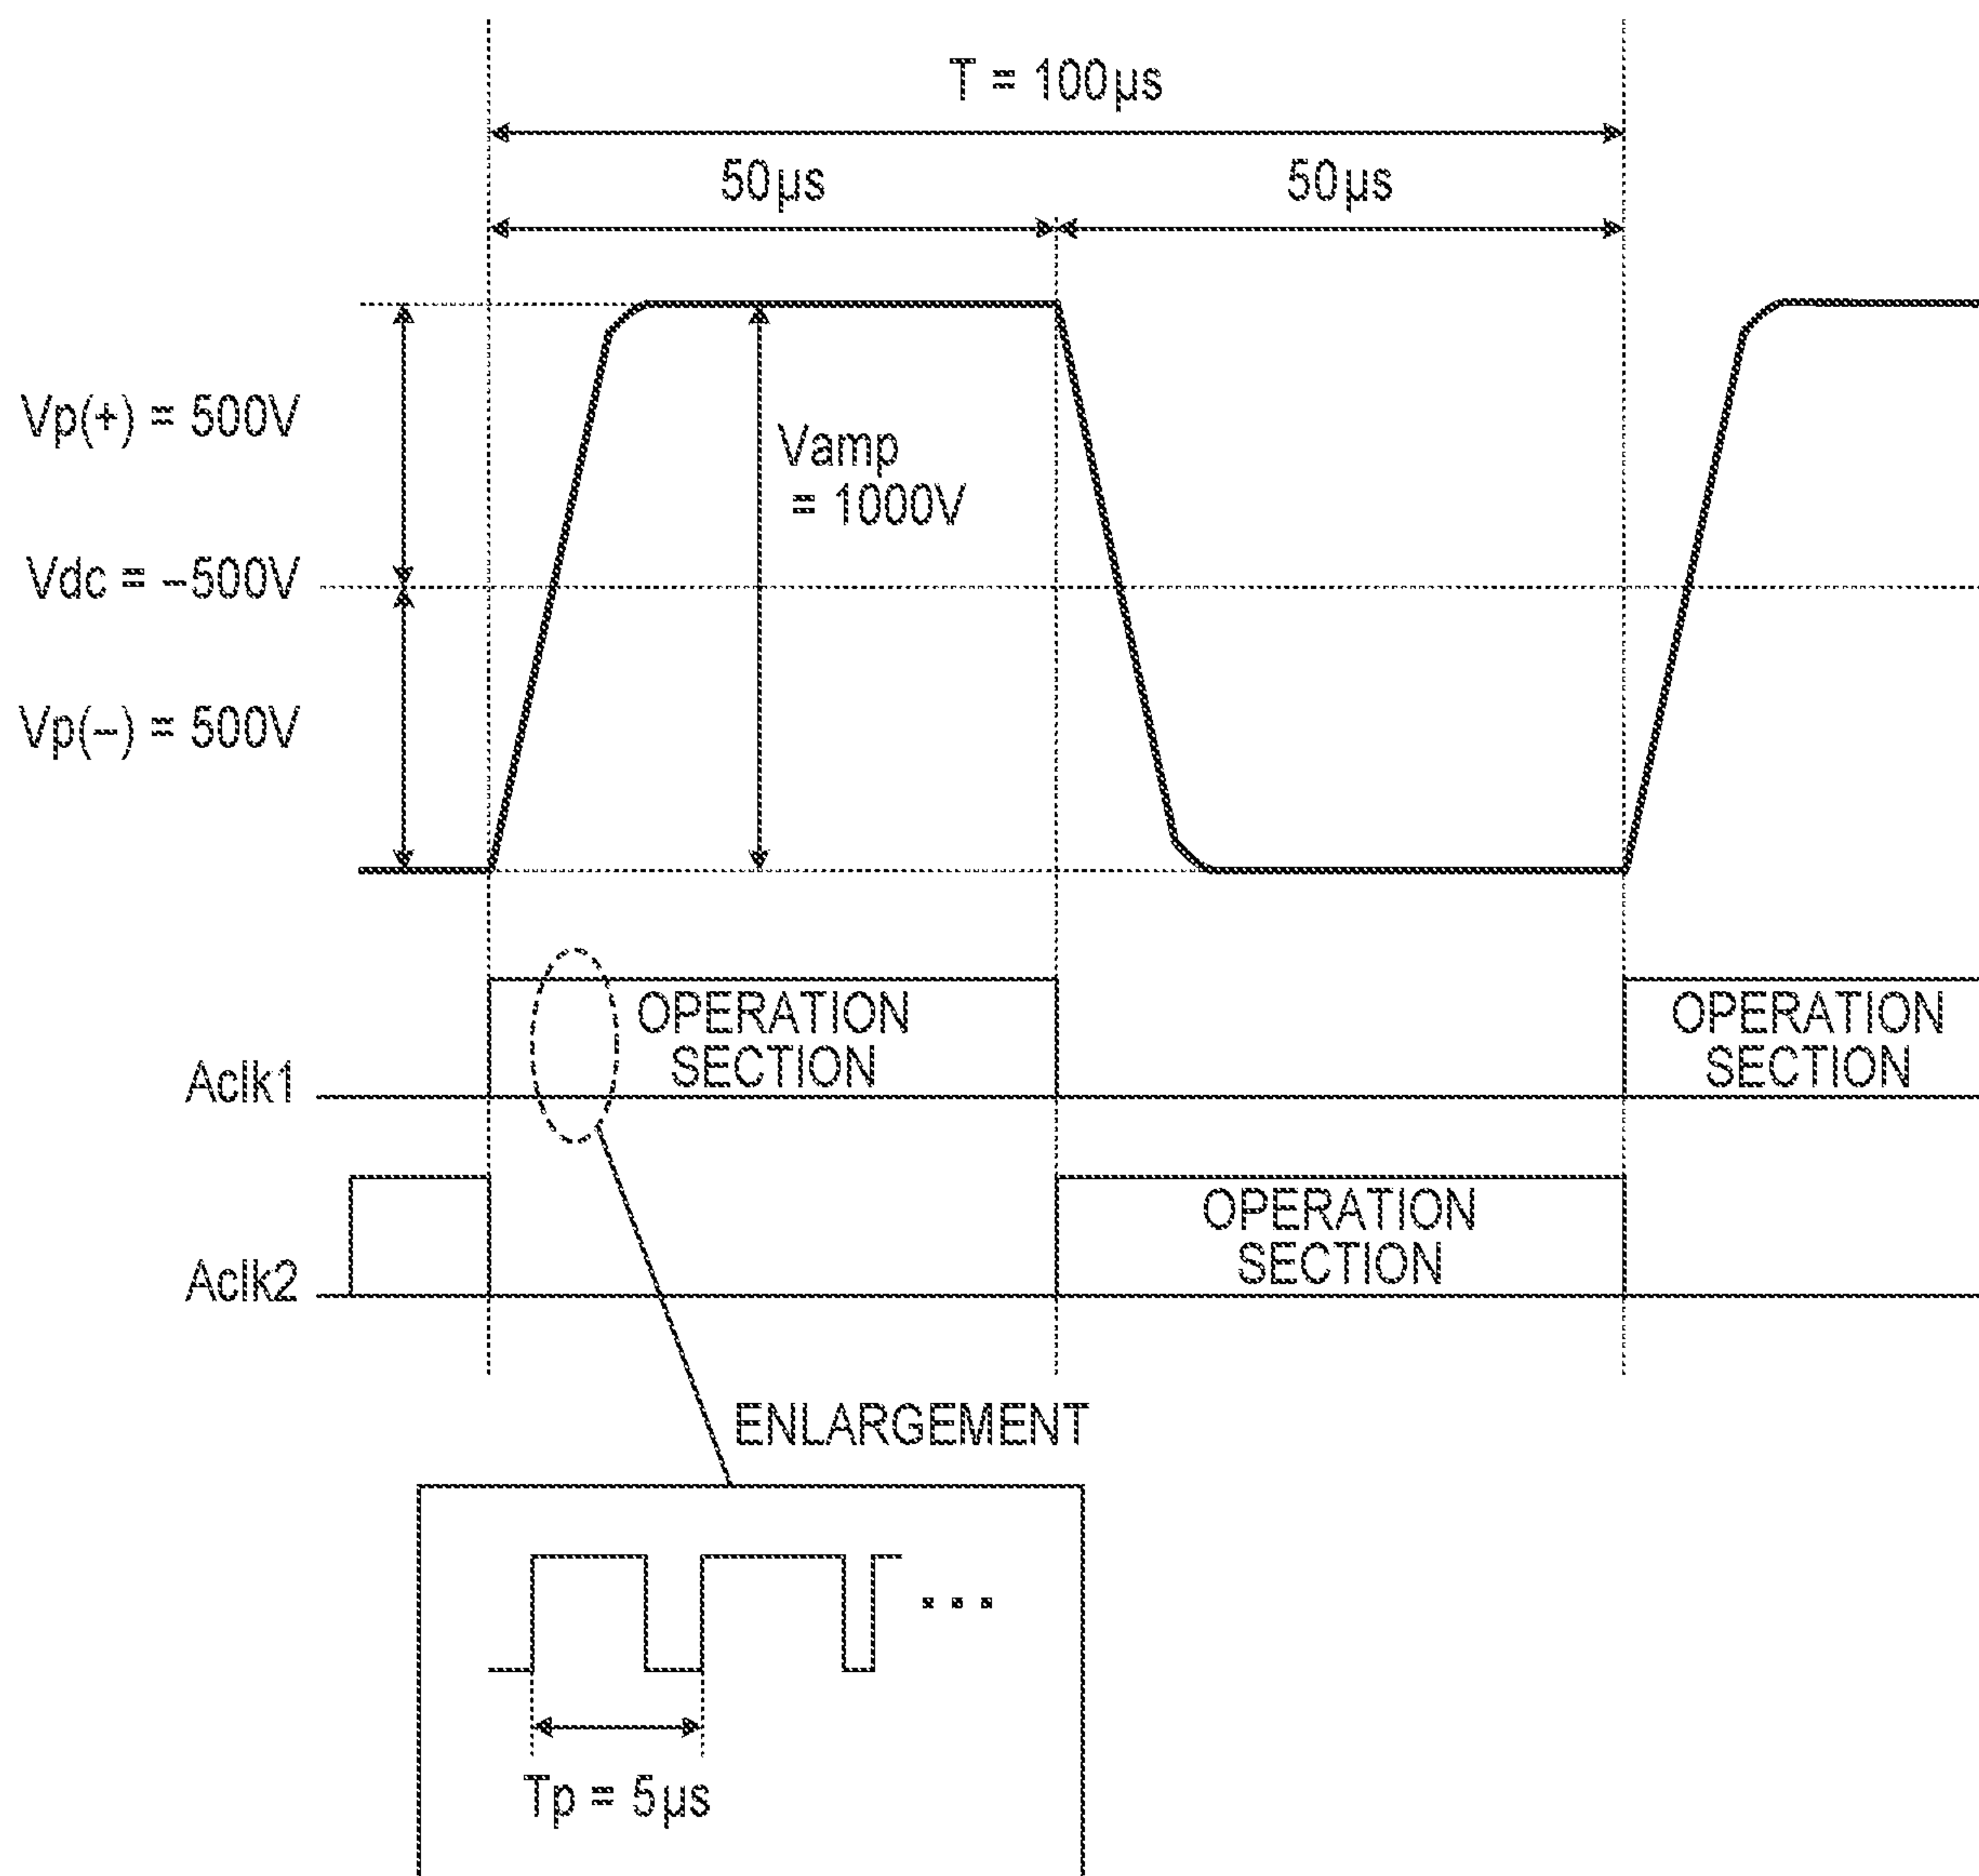 T = 100µs
50µs
50µs
Vp(+) = 500V
Vamp
= 1000V
Vdc = −500V
Vp(−) = 500V
OPERATION
SECTION
OPERATION
SECTION
Aclk1
OPERATION
SECTION
Aclk2
ENLARGEMENT
...
Tp = 5µs